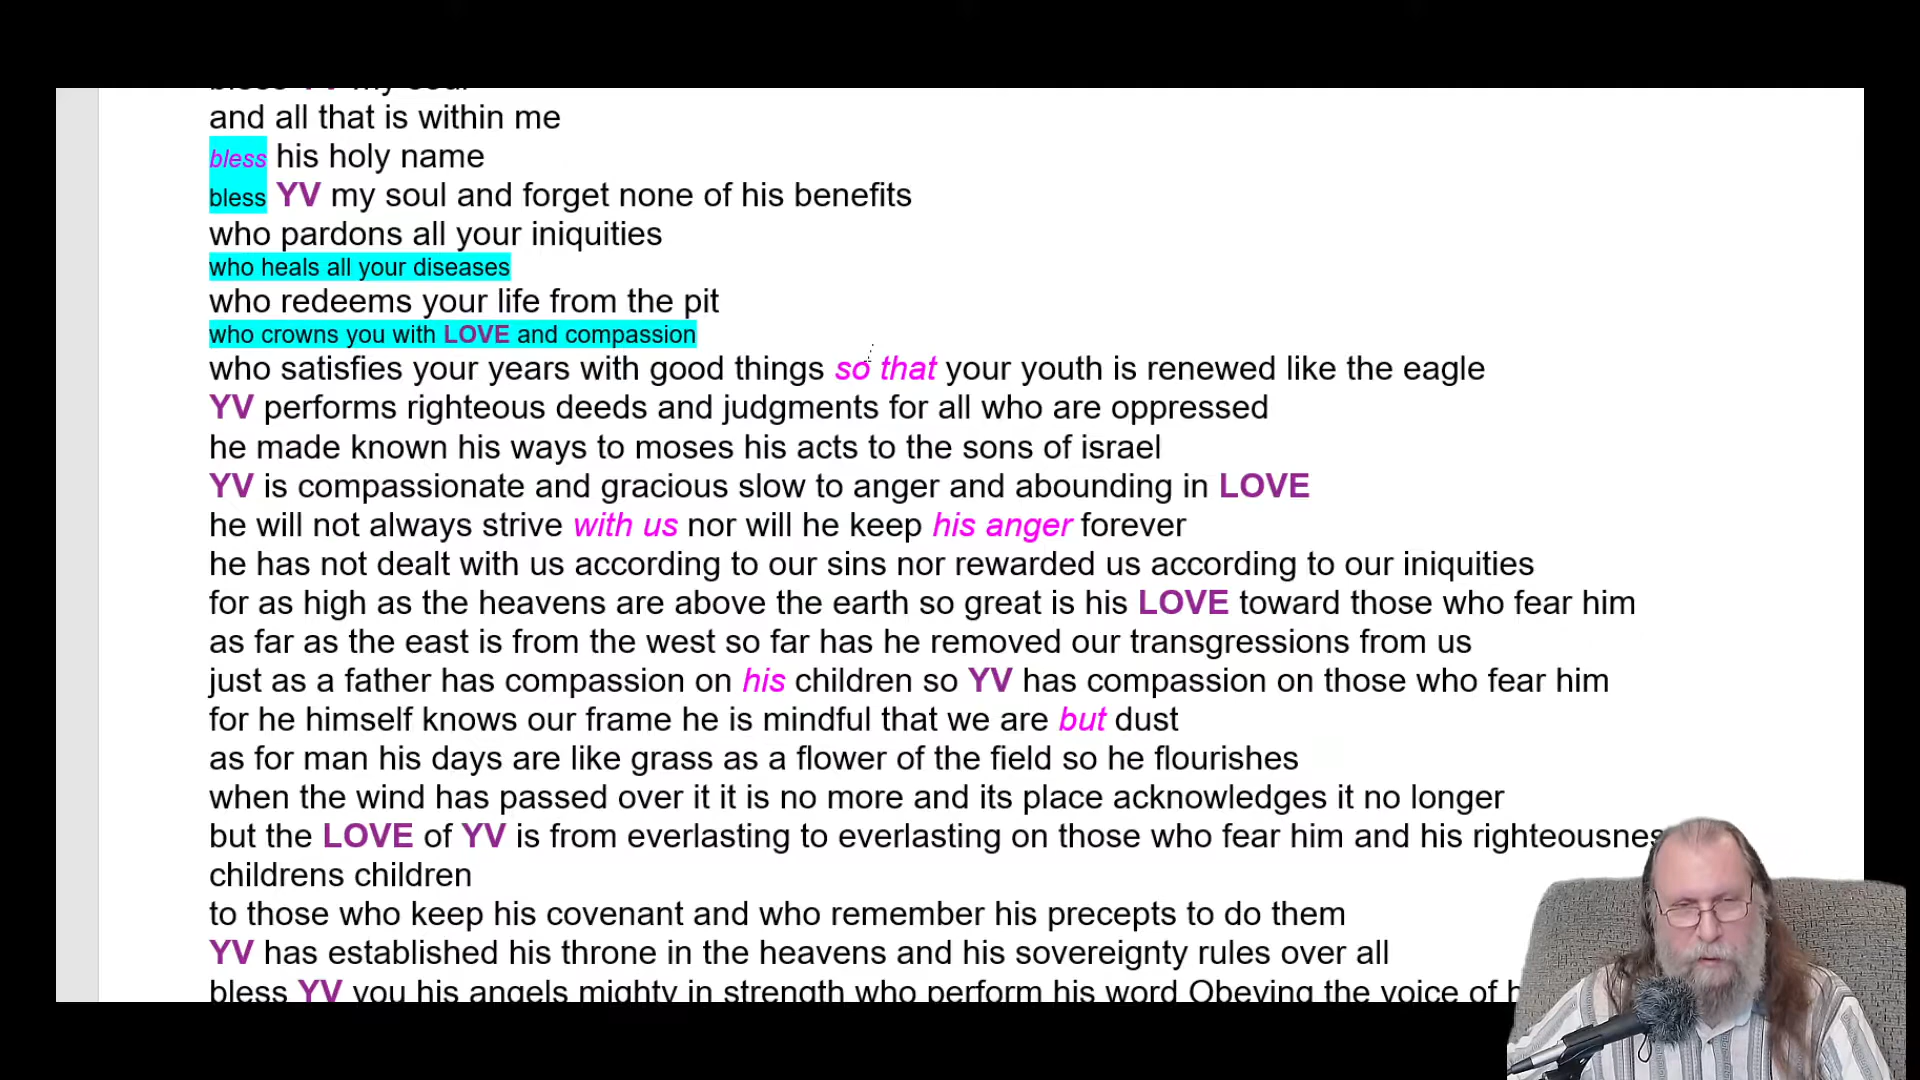 bless YV my soul
and all that is within me
bless his holy name
bless YV my soul and forget none of his benefits
who pardons all your iniquities
who heals all your diseases
who redeems your life from the pit
who crowns you with LOVE and compassion
who satisfies your years with good things so that your youth is renewed like the eagle
YV performs righteous deeds and judgments for all who are oppressed
he made known his ways to moses his acts to the sons of israel
YV is compassionate and gracious slow to anger and abounding in LOVE
he will not always strive with us nor will he keep his anger forever
he has not dealt with us according to our sins nor rewarded us according to our iniquities
for as high as the heavens are above the earth so great is his LOVE toward those who fear him
as far as the east is from the west so far has he removed our transgressions from us
just as a father has compassion on his children so YV has compassion on those who fear him
for he himself knows our frame he is mindful that we are but dust
as for man his days are like grass as a flower of the field so he flourishes
when the wind has passed over it it is no more and its place acknowledges it no longer
but the LOVE of YV is from everlasting to everlasting on those who fear him and his
childrens children
to those who keep his covenant and who remember his precepts to do them
YV has established his throne in the heavens and his sovereignty rules over all
bless YV you his angels mighty in strength who perform his word Obeying the voice of